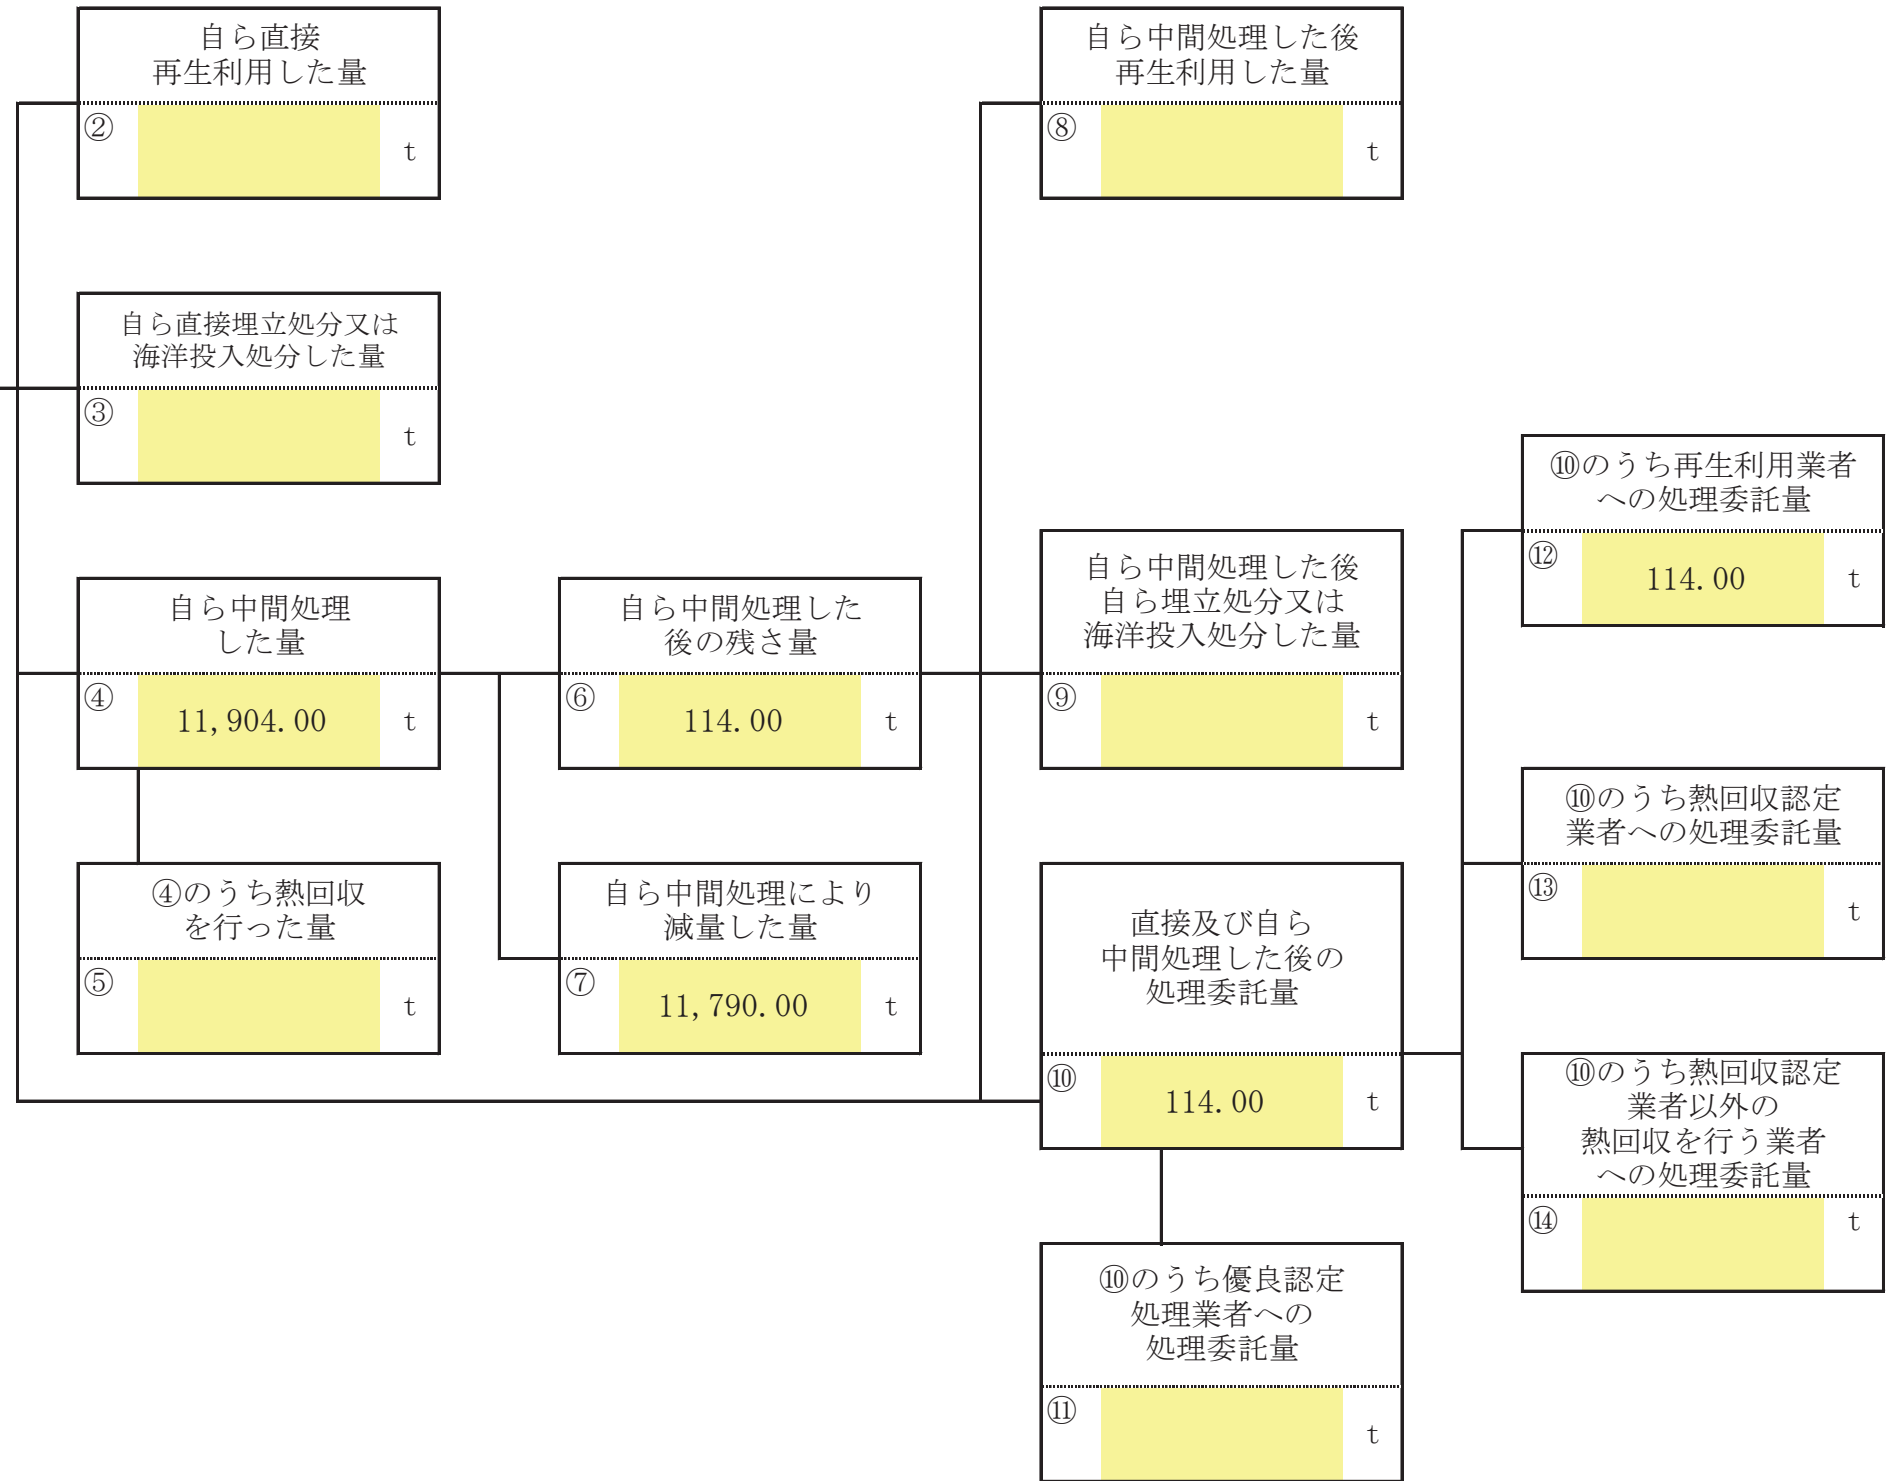 自ら直接
再生利用した量
②
t
自ら中間処理した後
再生利用した量
⑧
t
自ら直接埋立処分又は
海洋投入処分した量
③
t
⑩のうち再生利用業者
への処理委託量
⑫
114.00 t
自ら中間処理
した量
④
11,904.00 t
自ら中間処理した
後の残さ量
⑥
114.00 t
自ら中間処理した後
自ら埋立処分又は
海洋投入処分した量
⑨
t
⑩のうち熱回収認定
業者への処理委託量
⑬
t
④のうち熱回収
を行った量
⑤
t
自ら中間処理により
減量した量
⑦
11,790.00 t
直接及び自ら
中間処理した後の
処理委託量
⑩
114.00 t
⑩のうち熱回収認定
業者以外の
熱回収を行う業者
への処理委託量
⑭
t
⑩のうち優良認定
処理業者への
処理委託量
⑪
t